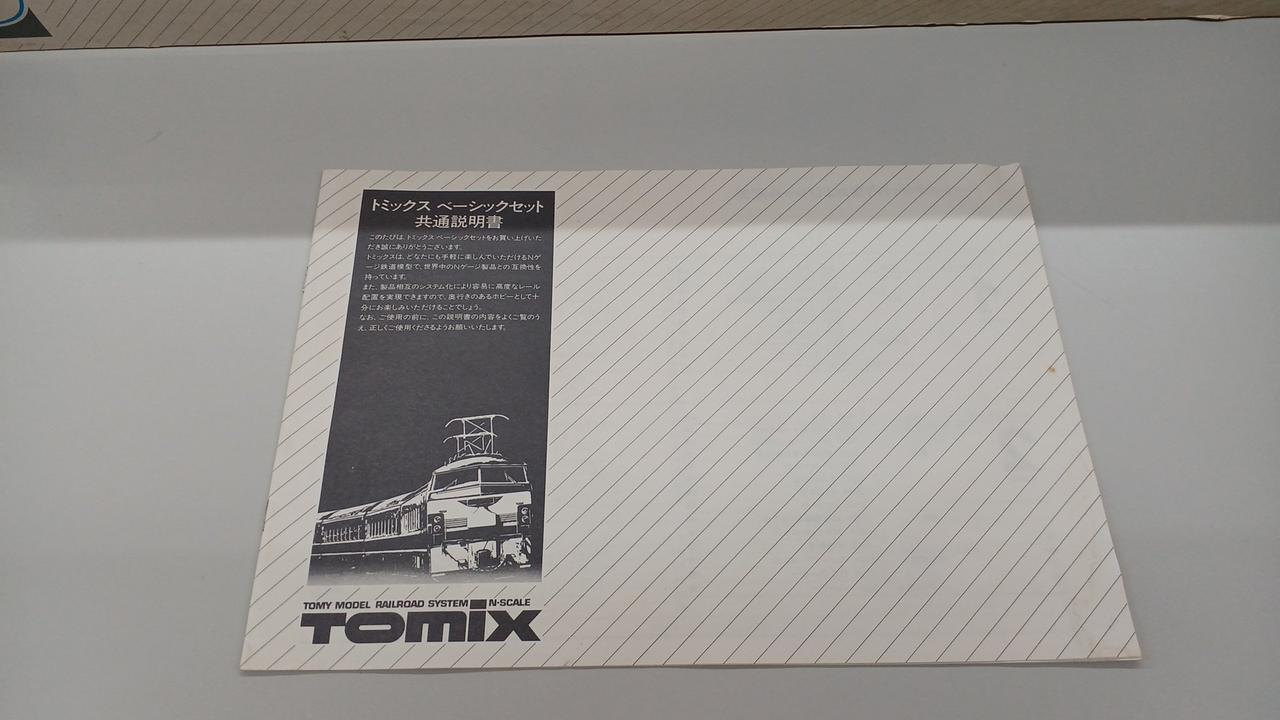 トミックス ベーシックセット
共通説明書
このたびは、トミックスベーシックセットをお買い上げいた
だき誠にありがとうございます。
トミックスは、どなたにも手軽に楽しんでいただけるNゲ
ージ鉄道模型で、世界中のNゲージ製品との互換性を
持っています。
また、製品相互のシステム化により容易に高度なレール
配置を実現できますので、奥行きのあるホビーとして十
分にお楽しみいただけることでしょう。
なお、ご使用の前に、この説明書の内容をよくご覧のう
え、正しくご使用くださるようお願いいたします。
TOMY MODEL RAILROAD SYSTEM N-SCALE
TOMIX